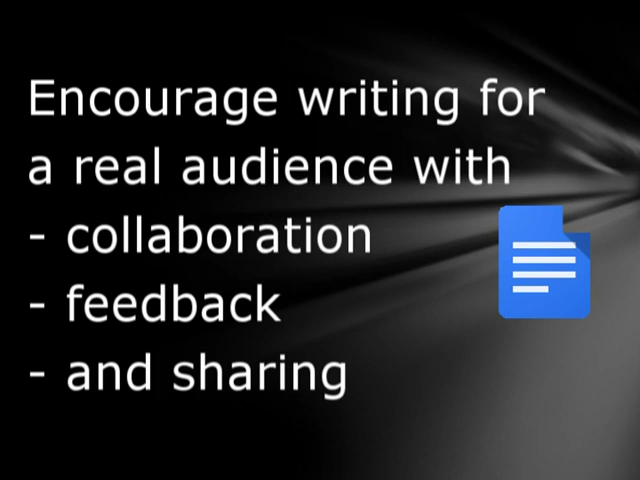 Encourage writing for
a real audience with
- collaboration
- feedback
- and sharing